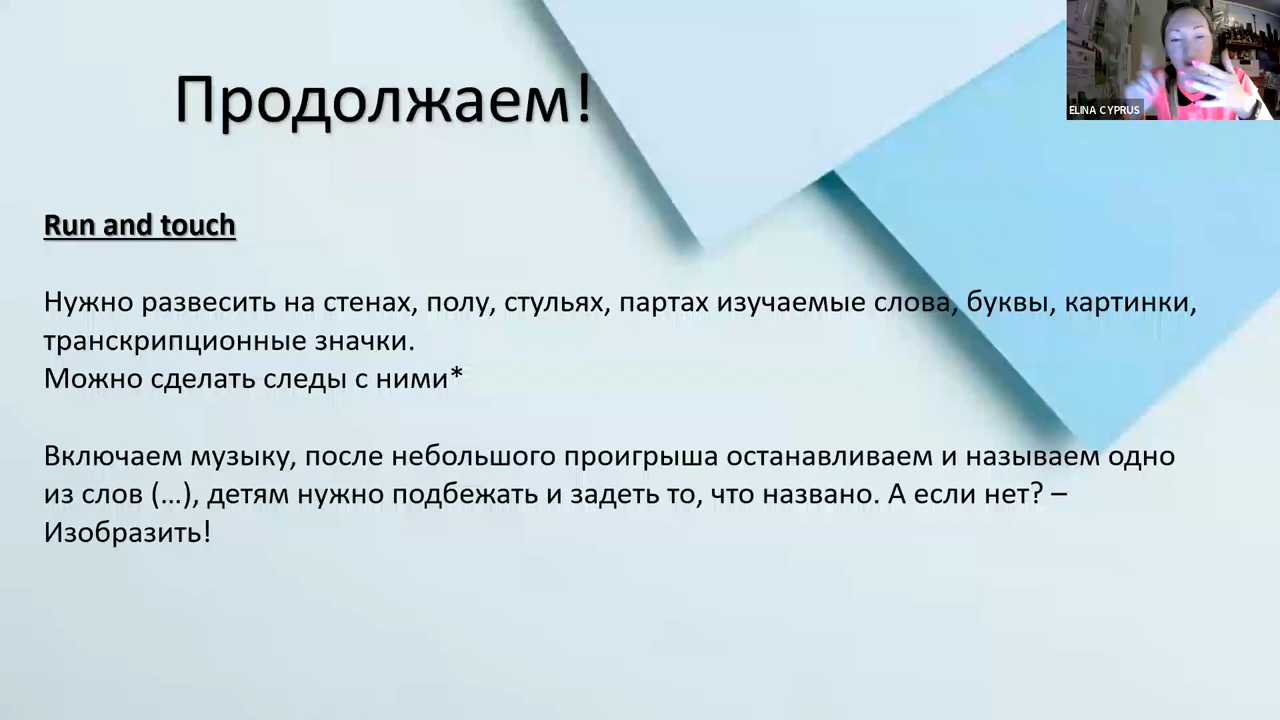 Продолжаем!
ELINA CYPRUS
Run and touch
Нужно развесить на стенах, полу, стульях, партах изучаемые слова, буквы, картинки,
транскрипционные значки.
Можно сделать следы с ними*
Включаем музыку, после небольшого проигрыша останавливаем и называем одно
из слов (…), детям нужно подбежать и задеть то, что названо. А если нет? –
Изобразить!